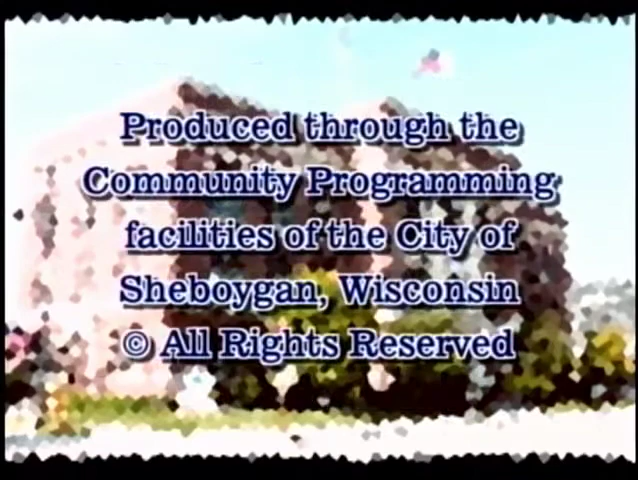 Produced through the
Community Programming
facilities of the City of
Sheboygan, Wisconsin
© All Rights Reserved